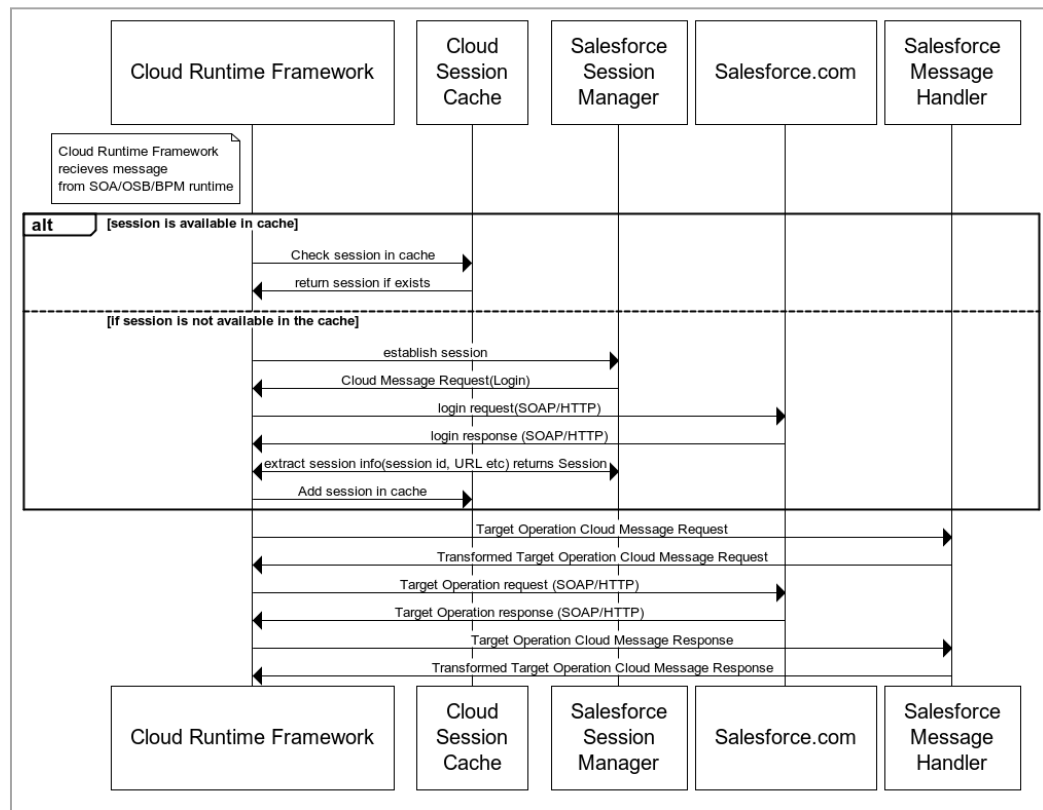 Cloud Runtime Framework
Cloud
Session
Cache
Salesforce
Session
Manager
Salesforce.com
Salesforce
Message
Handler
Cloud Runtime Framework
recieves message
from SOA/OSB/BPM runtime
alt
[session is available in cache]
Check session in cache
return session if exists
[If session is not available in the cache]
establish session
Cloud Message Request(Login)
login request(SOAP/HTTP)
login response (SOAP/HTTP)
extract session info(session id, URL etc) returns Session
Add session in cache
Target Operation Cloud Message Request
Transformed Target Operation Cloud Message Request
Target Operation request (SOAP/HTTP)
Target Operation response (SOAP/HTTP)
Target Operation Cloud Message Response
Transformed Target Operation Cloud Message Response
Cloud Runtime Framework
Cloud
Session
Cache
Salesforce
Session
Manager
Salesforce.com
Salesforce
Message
Handler